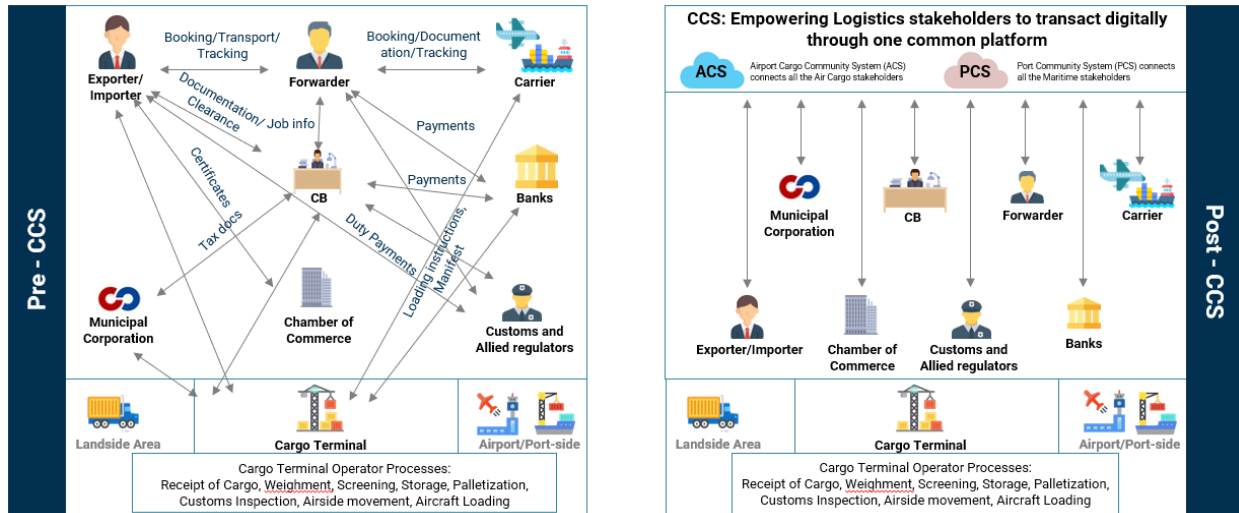 Pre - CCS
Booking/Transport/
Tracking
Booking/Document
ation/Tracking
Exporter/
Importer
Forwarder
Carrier
Documentation/
Clearance
Job info
Payments
Certificates
CB
Payments
Banks
Tax docs
Duty Payments
Loading instructions,
Manifest
Municipal
Corporation
Chamber of
Commerce
Customs and
Allied regulators
Landside Area
Cargo Terminal
Airport/Port-side
Cargo Terminal Operator Processes:
Receipt of Cargo, Weighment, Screening, Storage, Palletization,
Customs Inspection, Airside movement, Aircraft Loading
CCS: Empowering Logistics stakeholders to transact digitally
through one common platform
ACS
Airport Cargo Community System (ACS)
connects all the Air Cargo stakeholders
PCS
Port Community System (PCS) connects
all the Maritime stakeholders
Municipal
Corporation
CB
Forwarder
Carrier
Exporter/Importer
Chamber of
Commerce
Customs and
Allied regulators
Banks
Landside Area
Cargo Terminal
Airport/Port-side
Cargo Terminal Operator Processes:
Receipt of Cargo, Weighment, Screening, Storage, Palletization,
Customs Inspection, Airside movement, Aircraft Loading
Post - CCS